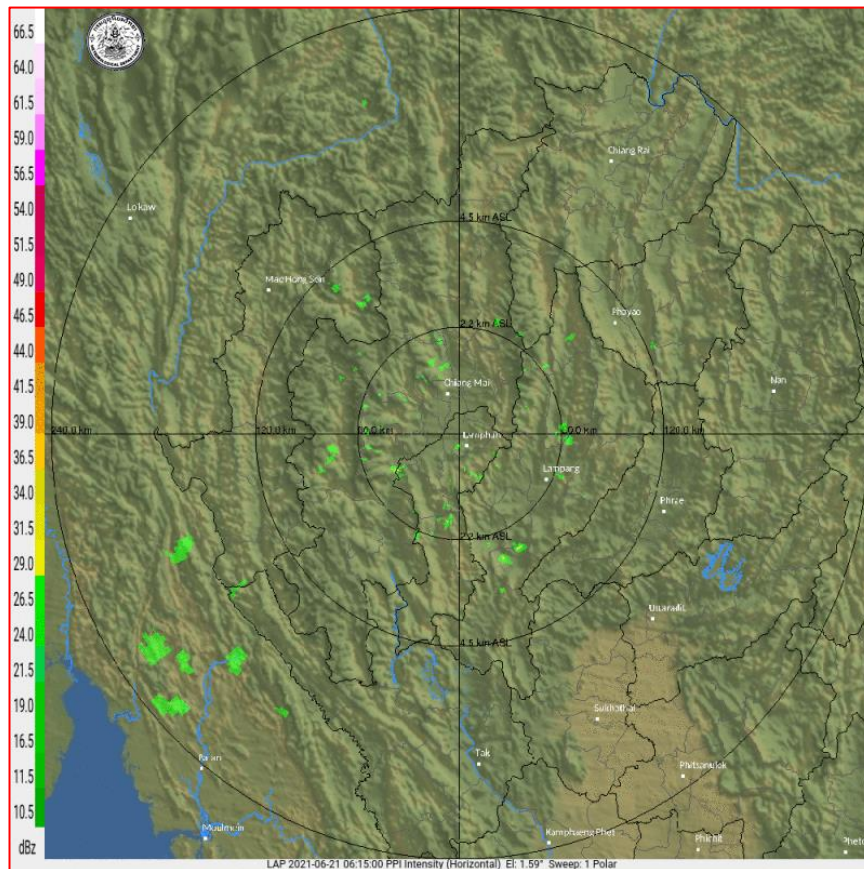 66.5
64.0
61.5
59.0
56.5
54.0
51.5
49.0
46.5
44.0
41.5
39.0
36.5
34.0
31.5
29.0
26.5
24.0
21.5
19.0
16.5
11.5
10.5
dBz
Chiang Rai
Loikaw
4.5 km ASL
Mae Hong Son
Phayao
2.2 km ASL
Chiang Mai
Nan
240.0 km
120.0 km
60.0 km
60.0 km
120.0 km
Lamphun
Lampang
Phrae
2.2 km ASL
Utaradit
4.5 km ASL
Sukhothai
Tak
Pa'an
Phitsanulok
Moulmein
Kamphaeng Phet
Phichit
Phetc
LAP 2021-06-21 06:15:00 PPI Intensity (Horizontal) El: 1.59° Sweep: 1 Polar